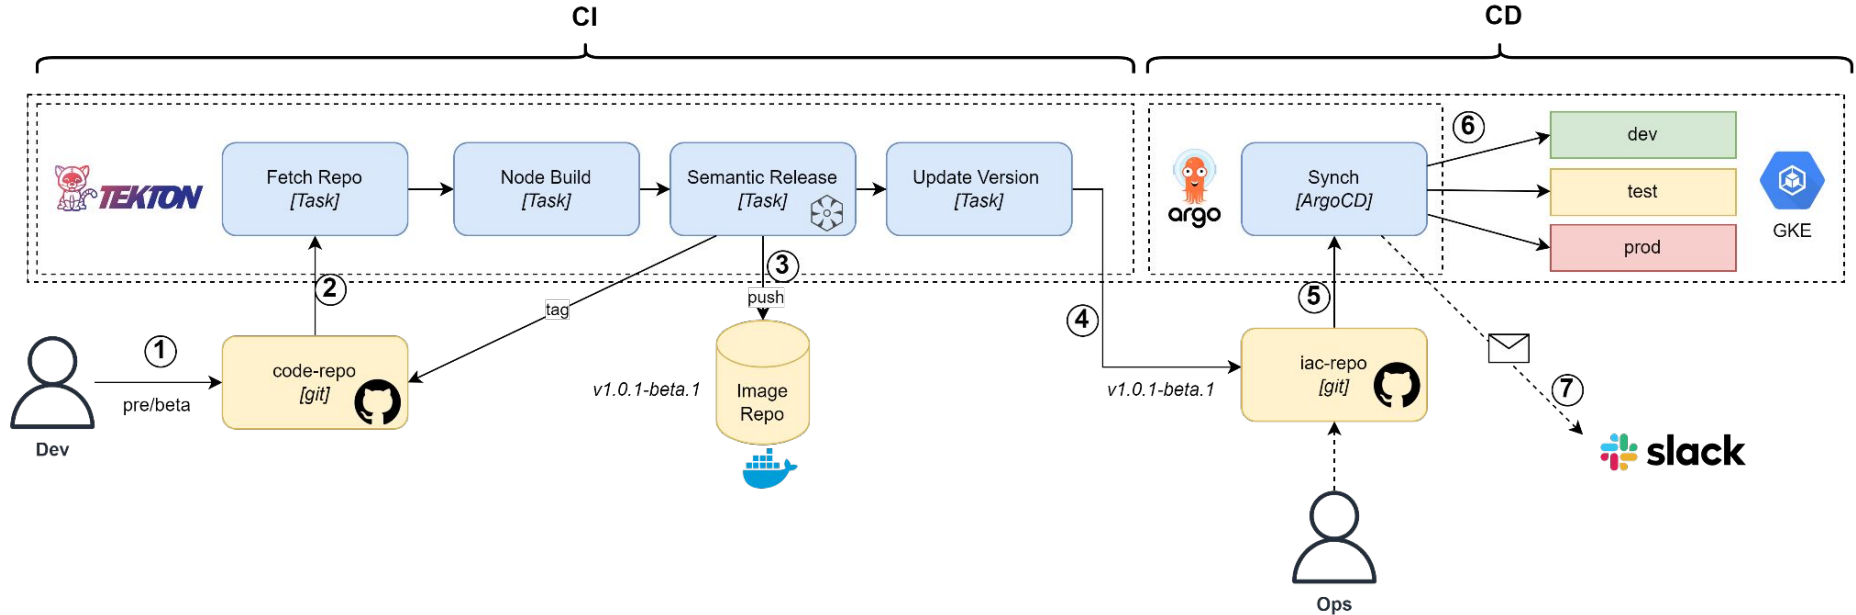 CI
CD
TEKTON
Fetch Repo
[Task]
Node Build
[Task]
Semantic Release
[Task]
Update Version
[Task]
argo
Synch
[ArgoCD]
6
dev
test
prod
GKE
2
3
push
tag
4
5
1
pre/beta
Dev
code-repo
[git]
v1.0.1-beta.1
Image
Repo
v1.0.1-beta.1
iac-repo
[git]
7
slack
Ops